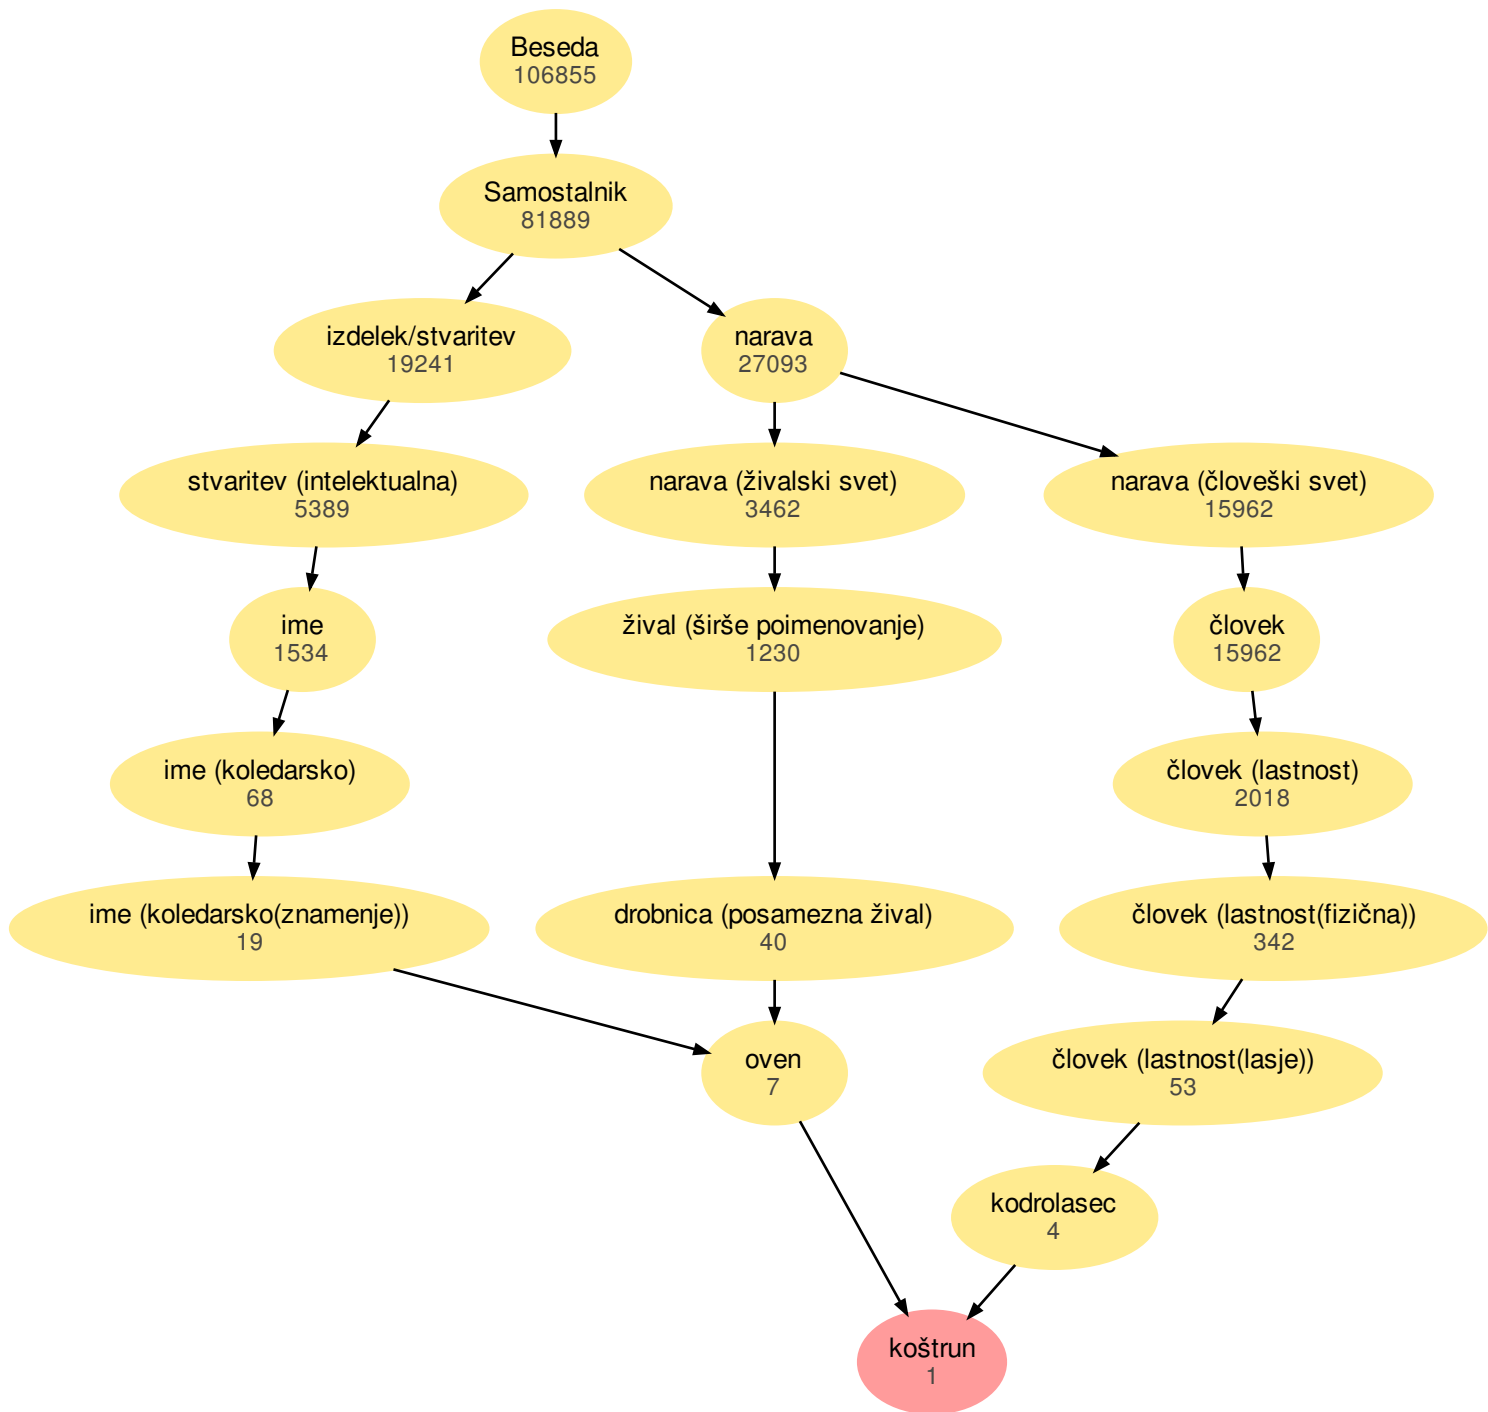 Beseda
106855
Samostalnik
81889
izdelek/stvaritev
19241
narava
27093
stvaritev (intelektualna)
5389
narava (živalski svet)
3462
narava (človeški svet)
15962
ime
1534
žival (širše poimenovanje)
1230
človek
15962
ime (koledarsko)
68
človek (lastnost)
2018
ime (koledarsko(znamenje))
19
drobnica (posamezna žival)
40
človek (lastnost(fizična))
342
oven
7
človek (lastnost(lasje))
53
kodrolasec
4
koštrun
1